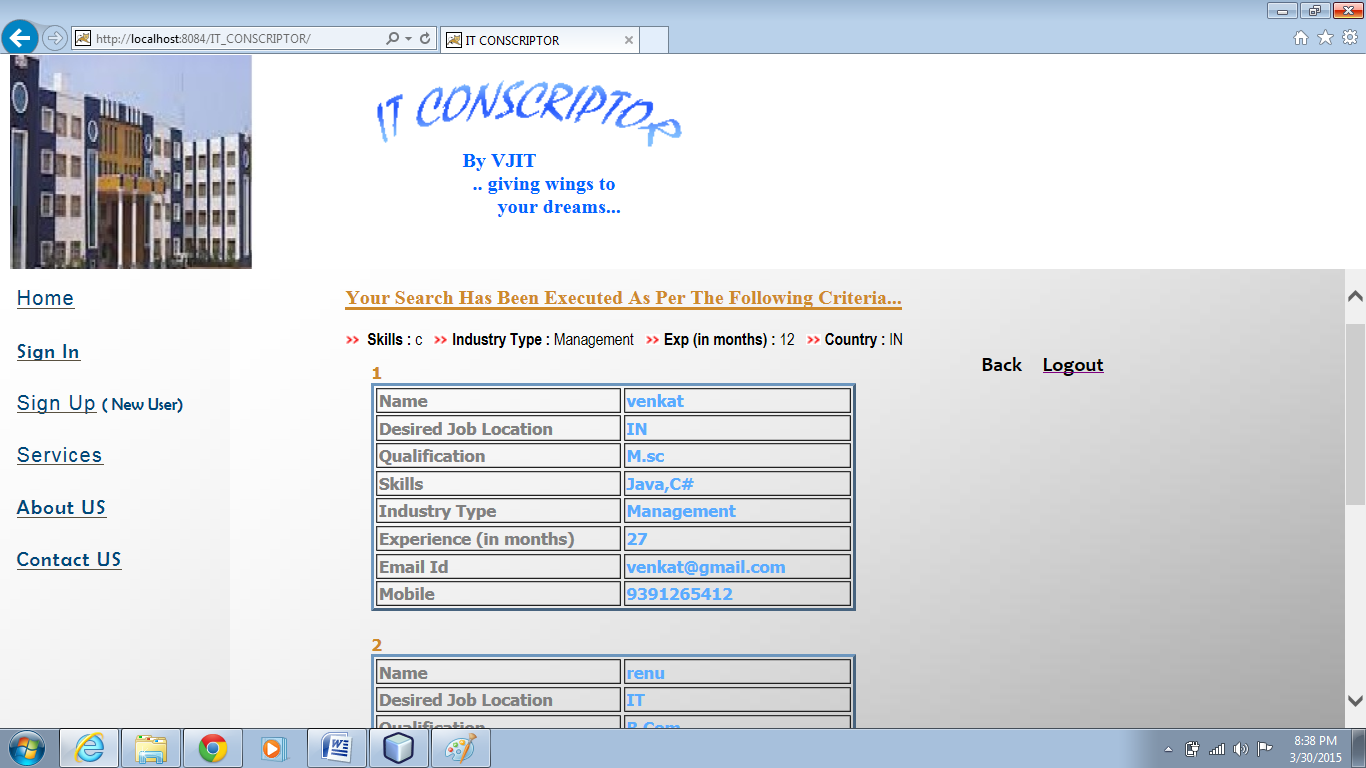 http://localhost:8084/IT_CONSCRIPTOR/
IT CONSCRIPTOR
IT CONSCRIPTOR
By VJIT
.. giving wings to
your dreams...
Home
Sign In
Sign Up ( New User)
Services
About US
Contact US
Your Search Has Been Executed As Per The Following Criteria...
>> Skills : c >> Industry Type : Management >> Exp (in months) : 12 >> Country : IN
Back Logout
1
Name venkat
Desired Job Location IN
Qualification M.sc
Skills Java,C#
Industry Type Management
Experience (in months) 27
Email Id venkat@gmail.com
Mobile 9391265412
2
Name renu
Desired Job Location IT
Qualification B.Com
8:38 PM
3/30/2015